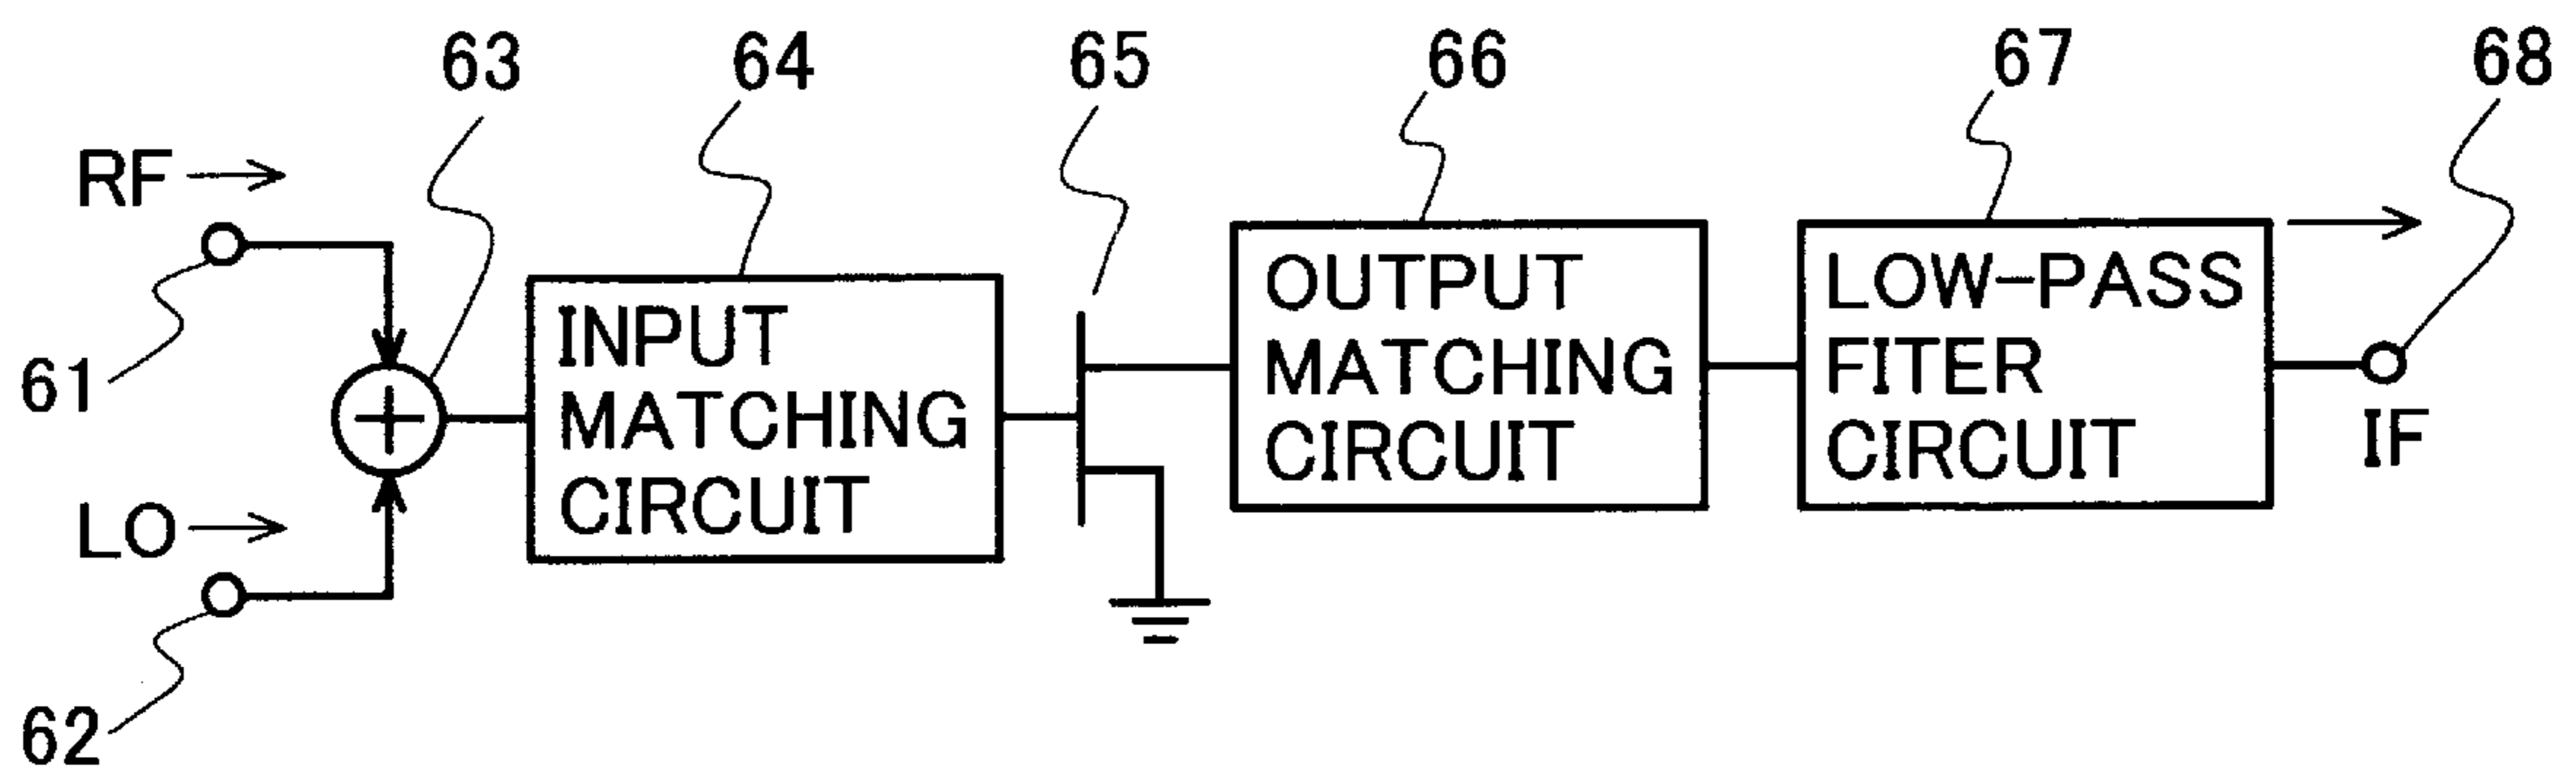 63
64
65
66
67
68
RF
61
INPUT
MATCHING
CIRCUIT
OUTPUT
MATCHING
CIRCUIT
LOW-PASS
FITER
CIRCUIT
IF
LO
62